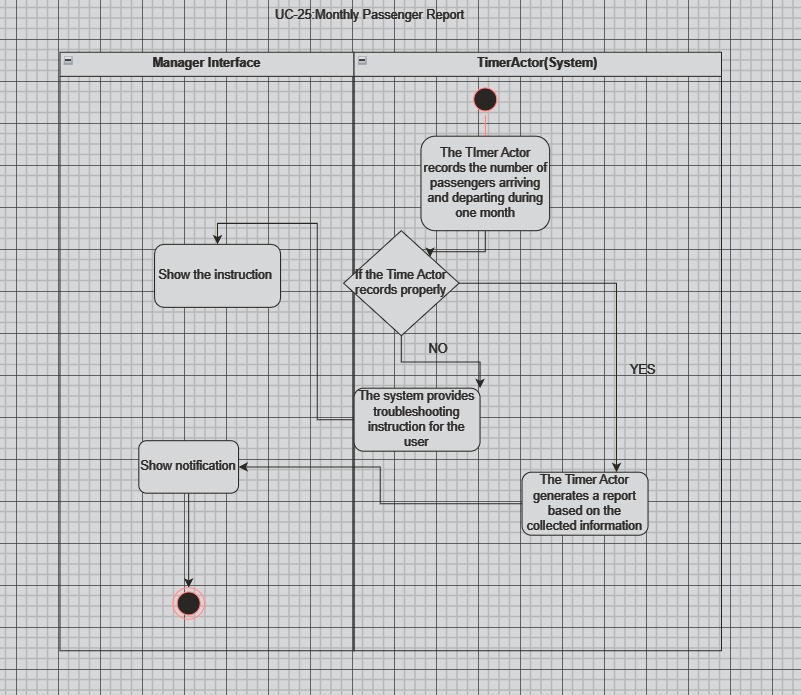 UC-25:Monthly Passenger Report
Manager Interface
TimerActor(System)
The TImer Actor
records the number of
passengers arriving
and departing during
one month
Show the instruction
If the Time Actor
records properly
NO
YES
The system provides
troubleshooting
instruction for the
user
Show notification
The Timer Actor
generates a report
based on the
collected information